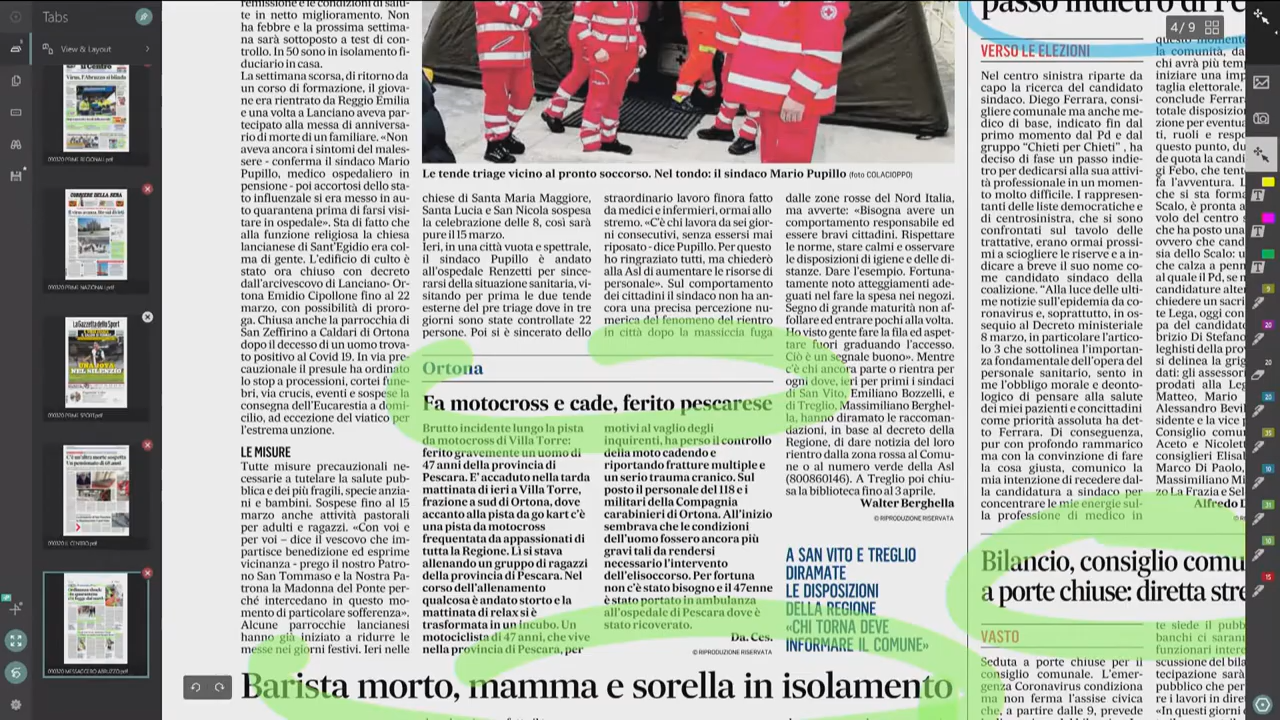 Tabs
View & Layout
4 / 9
090320 PRIME REGIONALI.pdf
CORRIERE DELLA SERA
090320 PRIME NAZIONALI.pdf
La Gazzetta dello Sport
090320 PRIME SPORT.pdf
090320 IL CENTRO.pdf
090320 MESSAGGERO ABRUZZO.pdf
remissione e le condizioni di salu-
te in netto miglioramento. Non
ha febbre e la prossima settima-
na sarà sottoposto a test di con-
trollo. In 50 sono in isolamento fi-
duciario in casa.
La settimana scorsa, di ritorno da
un corso di formazione, il giova-
ne era rientrato da Reggio Emilia
e una volta a Lanciano aveva par-
tecipato alla messa di anniversa-
rio di morte di un familiare. «Non
aveva ancora i sintomi del males-
sere - conferma il sindaco Mario
Pupillo, medico ospedaliero in
pensione - poi accortosi dello sta-
to influenzale si era messo in au-
to quarantena prima di farsi visi-
tare in ospedale». Sta di fatto che
alla funzione religiosa la chiesa
lancianese di Sant'Egidio era col-
ma di gente. L'edificio di culto è
stato ora chiuso con decreto
dall'arcivescovo di Lanciano- Or-
tona Emidio Cipollone fino al 22
marzo, con possibilità di proro-
ga. Chiusa anche la parrocchia di
San Zeffirino a Caldari di Ortona
dopo il decesso di un uomo trova-
to positivo al Covid 19. In via pre-
cauzionale il presule ha ordinato
lo stop a processioni, cortei fune-
bri, via crucis, eventi e sospese la
consegna dell'Eucarestia a domi-
cilio, ad eccezione del viatico per
l'estrema unzione.
LE MISURE
Tutte misure precauzionali ne-
cessarie a tutelare la salute pub-
blica e dei più fragili, specie anzia-
ni e bambini. Sospese fino al 15
marzo anche attività pastorali
per adulti e ragazzi. «Con voi e
per voi – dice il vescovo che im-
partisce benedizione ed esprime
vicinanza - prego il nostro Patro-
no San Tommaso e la Nostra Pa-
trona la Madonna del Ponte per-
ché intercedano in questo mo-
mento di particolare sofferenza».
Alcune parrocchie lancianesi
hanno già iniziato a ridurre le
messe nei giorni festivi. Ieri nelle
Le tende triage vicino al pronto soccorso. Nel tondo: il sindaco Mario Pupillo (foto COLACIOPPO)
chiese di Santa Maria Maggiore,
Santa Lucia e San Nicola sospesa
la celebrazione delle 8, così sarà
pure il 15 marzo.
Ieri, in una città vuota e spettrale,
il sindaco Pupillo è andato
all'ospedale Renzetti per since-
rarsi della situazione sanitaria, vi-
sitando per prima le due tende
esterne del pre triage dove in tre
giorni sono state controllate 22
persone. Poi si è sincerato dello
straordinario lavoro finora fatto
da medici e infermieri, ormai allo
stremo. «C'è chi lavora da sei gior-
ni consecutivi, senza essersi mai
riposato - dice Pupillo. Per questo
ho ringraziato tutti, ma chiederò
alla Asl di aumentare le risorse di
personale». Sul comportamento
dei cittadini il sindaco non ha an-
cora una precisa percezione nu-
merica del fenomeno del rientro
in città dopo la massiccia fuga
dalle zone rosse del Nord Italia,
ma avverte: «Bisogna avere un
comportamento responsabile ed
essere bravi cittadini. Rispettare
le norme, stare calmi e osservare
le disposizioni di igiene e delle di-
stanze. Dare l'esempio. Fortuna-
tamente noto atteggiamenti ade-
guati nel fare la spesa nei negozi.
Segno di grande maturità non af-
follare ed entrare pochi alla volta.
Ho visto gente fare la fila ed aspet-
tare fuori graduando l'accesso.
Ciò è un segnale buono». Mentre
c'è chi ancora parte o rientra per
ogni dove, ieri per primi i sindaci
di San Vito, Emiliano Bozzelli, e
di Treglio, Massimiliano Berghel-
la, hanno diramato le raccoman-
dazioni, in base al decreto della
Regione, di dare notizia del loro
rientro dalla zona rossa al Comu-
ne o al numero verde della Asl
(800860146). A Treglio poi chiu-
sa la biblioteca fino al 3 aprile.
Walter Berghella
© RIPRODUZIONE RISERVATA
Ortona
Fa motocross e cade, ferito pescarese
Brutto incidente lungo la pista
da motocross di Villa Torre:
ferito gravemente un uomo di
47 anni della provincia di
Pescara. E' accaduto nella tarda
mattinata di ieri a Villa Torre,
frazione a sud di Ortona, dove
accanto alla pista da go kart c'è
una pista da motocross
frequentata da appassionati di
tutta la Regione. Lì si stava
allenando un gruppo di ragazzi
della provincia di Pescara. Nel
corso dell'allenamento
qualcosa è andato storto e la
mattinata di relax si è
trasformata in un incubo. Un
motociclista di 47 anni, che vive
nella provincia di Pescara, per
motivi al vaglio degli
inquirenti, ha perso il controllo
della moto cadendo e
riportando fratture multiple e
un serio trauma cranico. Sul
posto il personale del 118 e i
militari della Compagnia
carabinieri di Ortona. All'inizio
sembrava che le condizioni
dell'uomo fossero ancora più
gravi tali da rendersi
necessario l'intervento
dell'elisoccorso. Per fortuna
non c'è stato bisogno e il 47enne
è stato portato in ambulanza
all'ospedale di Pescara dove è
stato ricoverato.
Da. Ces.
© RIPRODUZIONE RISERVATA
A SAN VITO E TREGLIO
DIRAMATE
LE DISPOSIZIONI
DELLA REGIONE
«CHI TORNA DEVE
INFORMARE IL COMUNE»
Barista morto, mamma e sorella in isolamento
passo indietro di
VERSO LE ELEZIONI
Nel centro sinistra riparte da
capo la ricerca del candidato
sindaco. Diego Ferrara, consi-
gliere comunale ma anche me-
dico di base, indicato fin dal
primo momento dal Pd e dal
gruppo "Chieti per Chieti" , ha
deciso di fase un passo indie-
tro per dedicarsi alla sua attivi-
tà professionale in un momen-
to molto difficile. I rappresen-
tanti delle liste democratiche e
di centrosinistra, che si sono
confrontati sul tavolo delle
trattative, erano ormai prossi-
mi a sciogliere le riserve e a in-
dicare a breve il suo nome co-
me candidato sindaco della
coalizione. "Alla luce delle ulti-
me notizie sull'epidemia da co-
ronavirus e, soprattutto, in os-
sequio al Decreto ministeriale
8 marzo, in particolare l'artico-
lo 3 che sottolinea l'importan-
za fondamentale dell'opera del
personale sanitario, sento in
me l'obbligo morale e deonto-
logico di pensare alla salute
dei miei pazienti e concittadini
come priorità assoluta ha det-
to Ferrara. Di conseguenza,
pur con profondo rammarico
ma con la convinzione di fare
la cosa giusta, comunico la
mia intenzione di recedere dal-
la candidatura a sindaco per
concentrare le mie energie sul-
la professione di medico in
Bilancio, consiglio comu
a porte chiuse: diretta stre
VASTO
Seduta a porte chiuse per il
consiglio comunale. L'emer-
genza Coronavirus condiziona
ma non ferma l'assise civica
che, a partire dalle 9, prevede